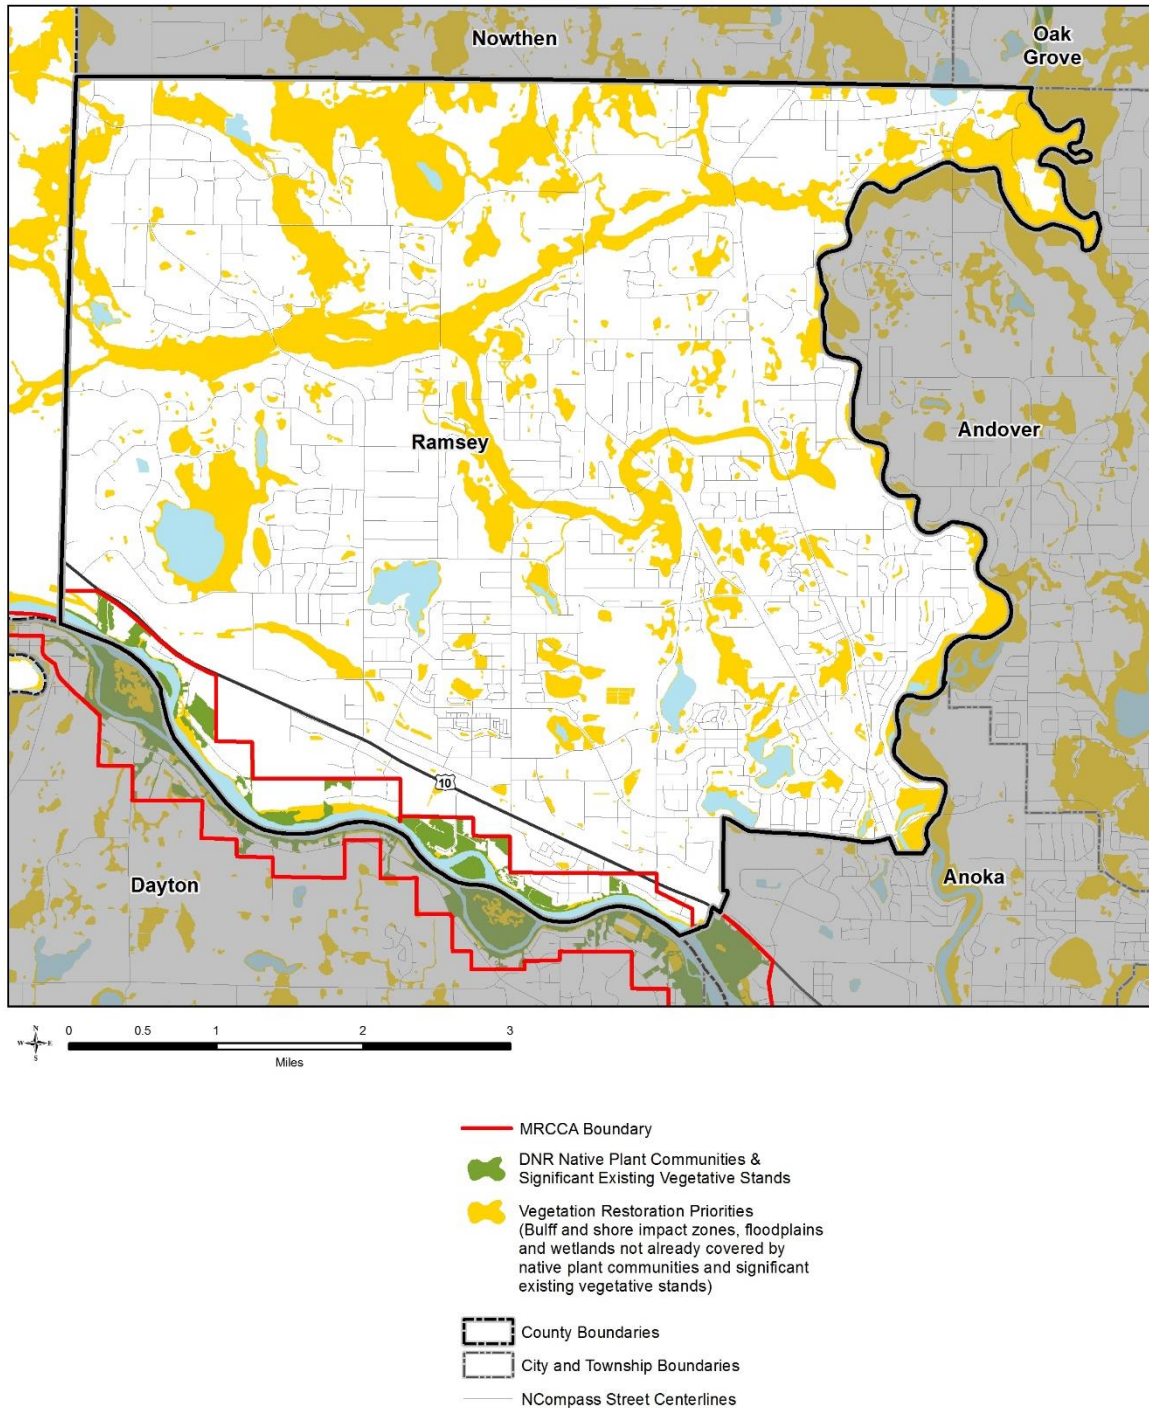 Nowthen
Oak
Grove
Ramsey
Andover
10
Dayton
Anoka
N
W
E
S
0
0.5
1
2
3
Miles
MRCCA Boundary
DNR Native Plant Communities &
Significant Existing Vegetative Stands
Vegetation Restoration Priorities
(Bulff and shore impact zones, floodplains
and wetlands not already covered by
native plant communities and significant
existing vegetative stands)
County Boundaries
City and Township Boundaries
NCompass Street Centerlines